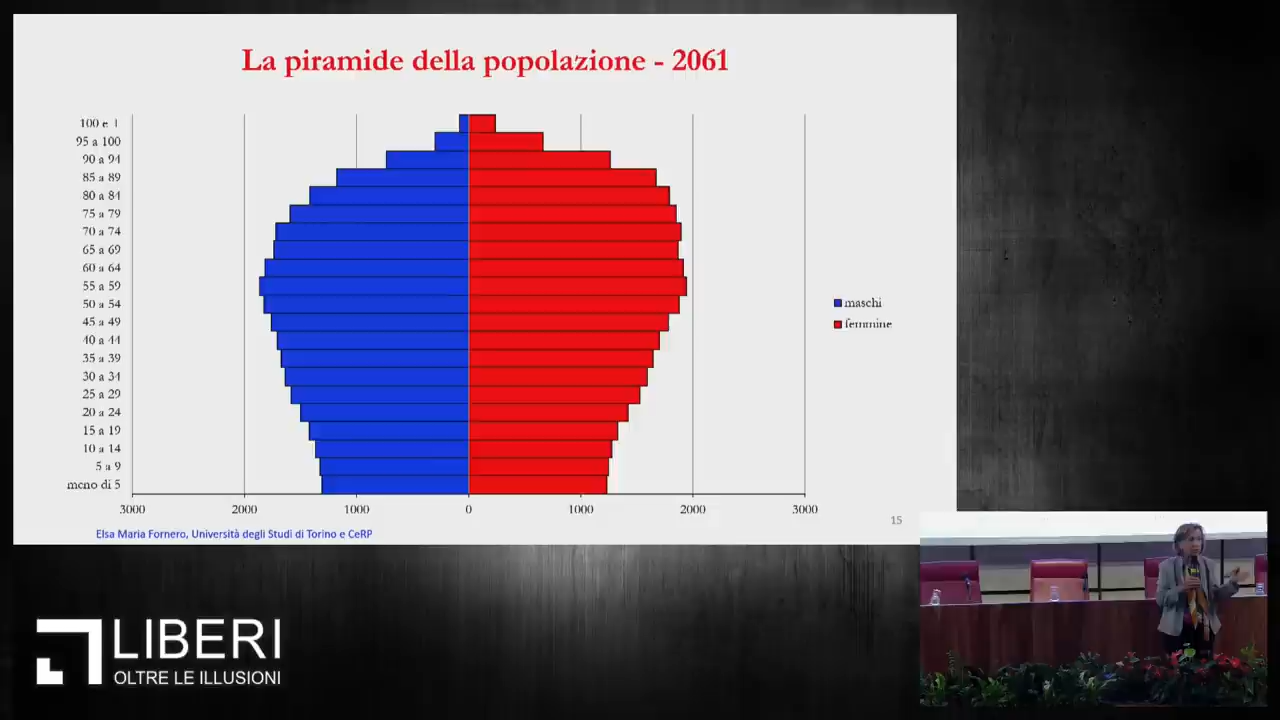 La piramide della popolazione - 2061
100 e +
95 a 100
90 a 94
85 a 89
80 a 84
75 a 79
70 a 74
65 a 69
60 a 64
55 a 59
50 a 54
45 a 49
40 a 44
35 a 39
30 a 34
25 a 29
20 a 24
15 a 19
10 a 14
5 a 9
meno di 5
3000 2000 1000 0 1000 2000 3000
maschi
femmine
Elsa Maria Fornero, Università degli Studi di Torino e CeRP
15
LIBERI
OLTRE LE ILLUSIONI